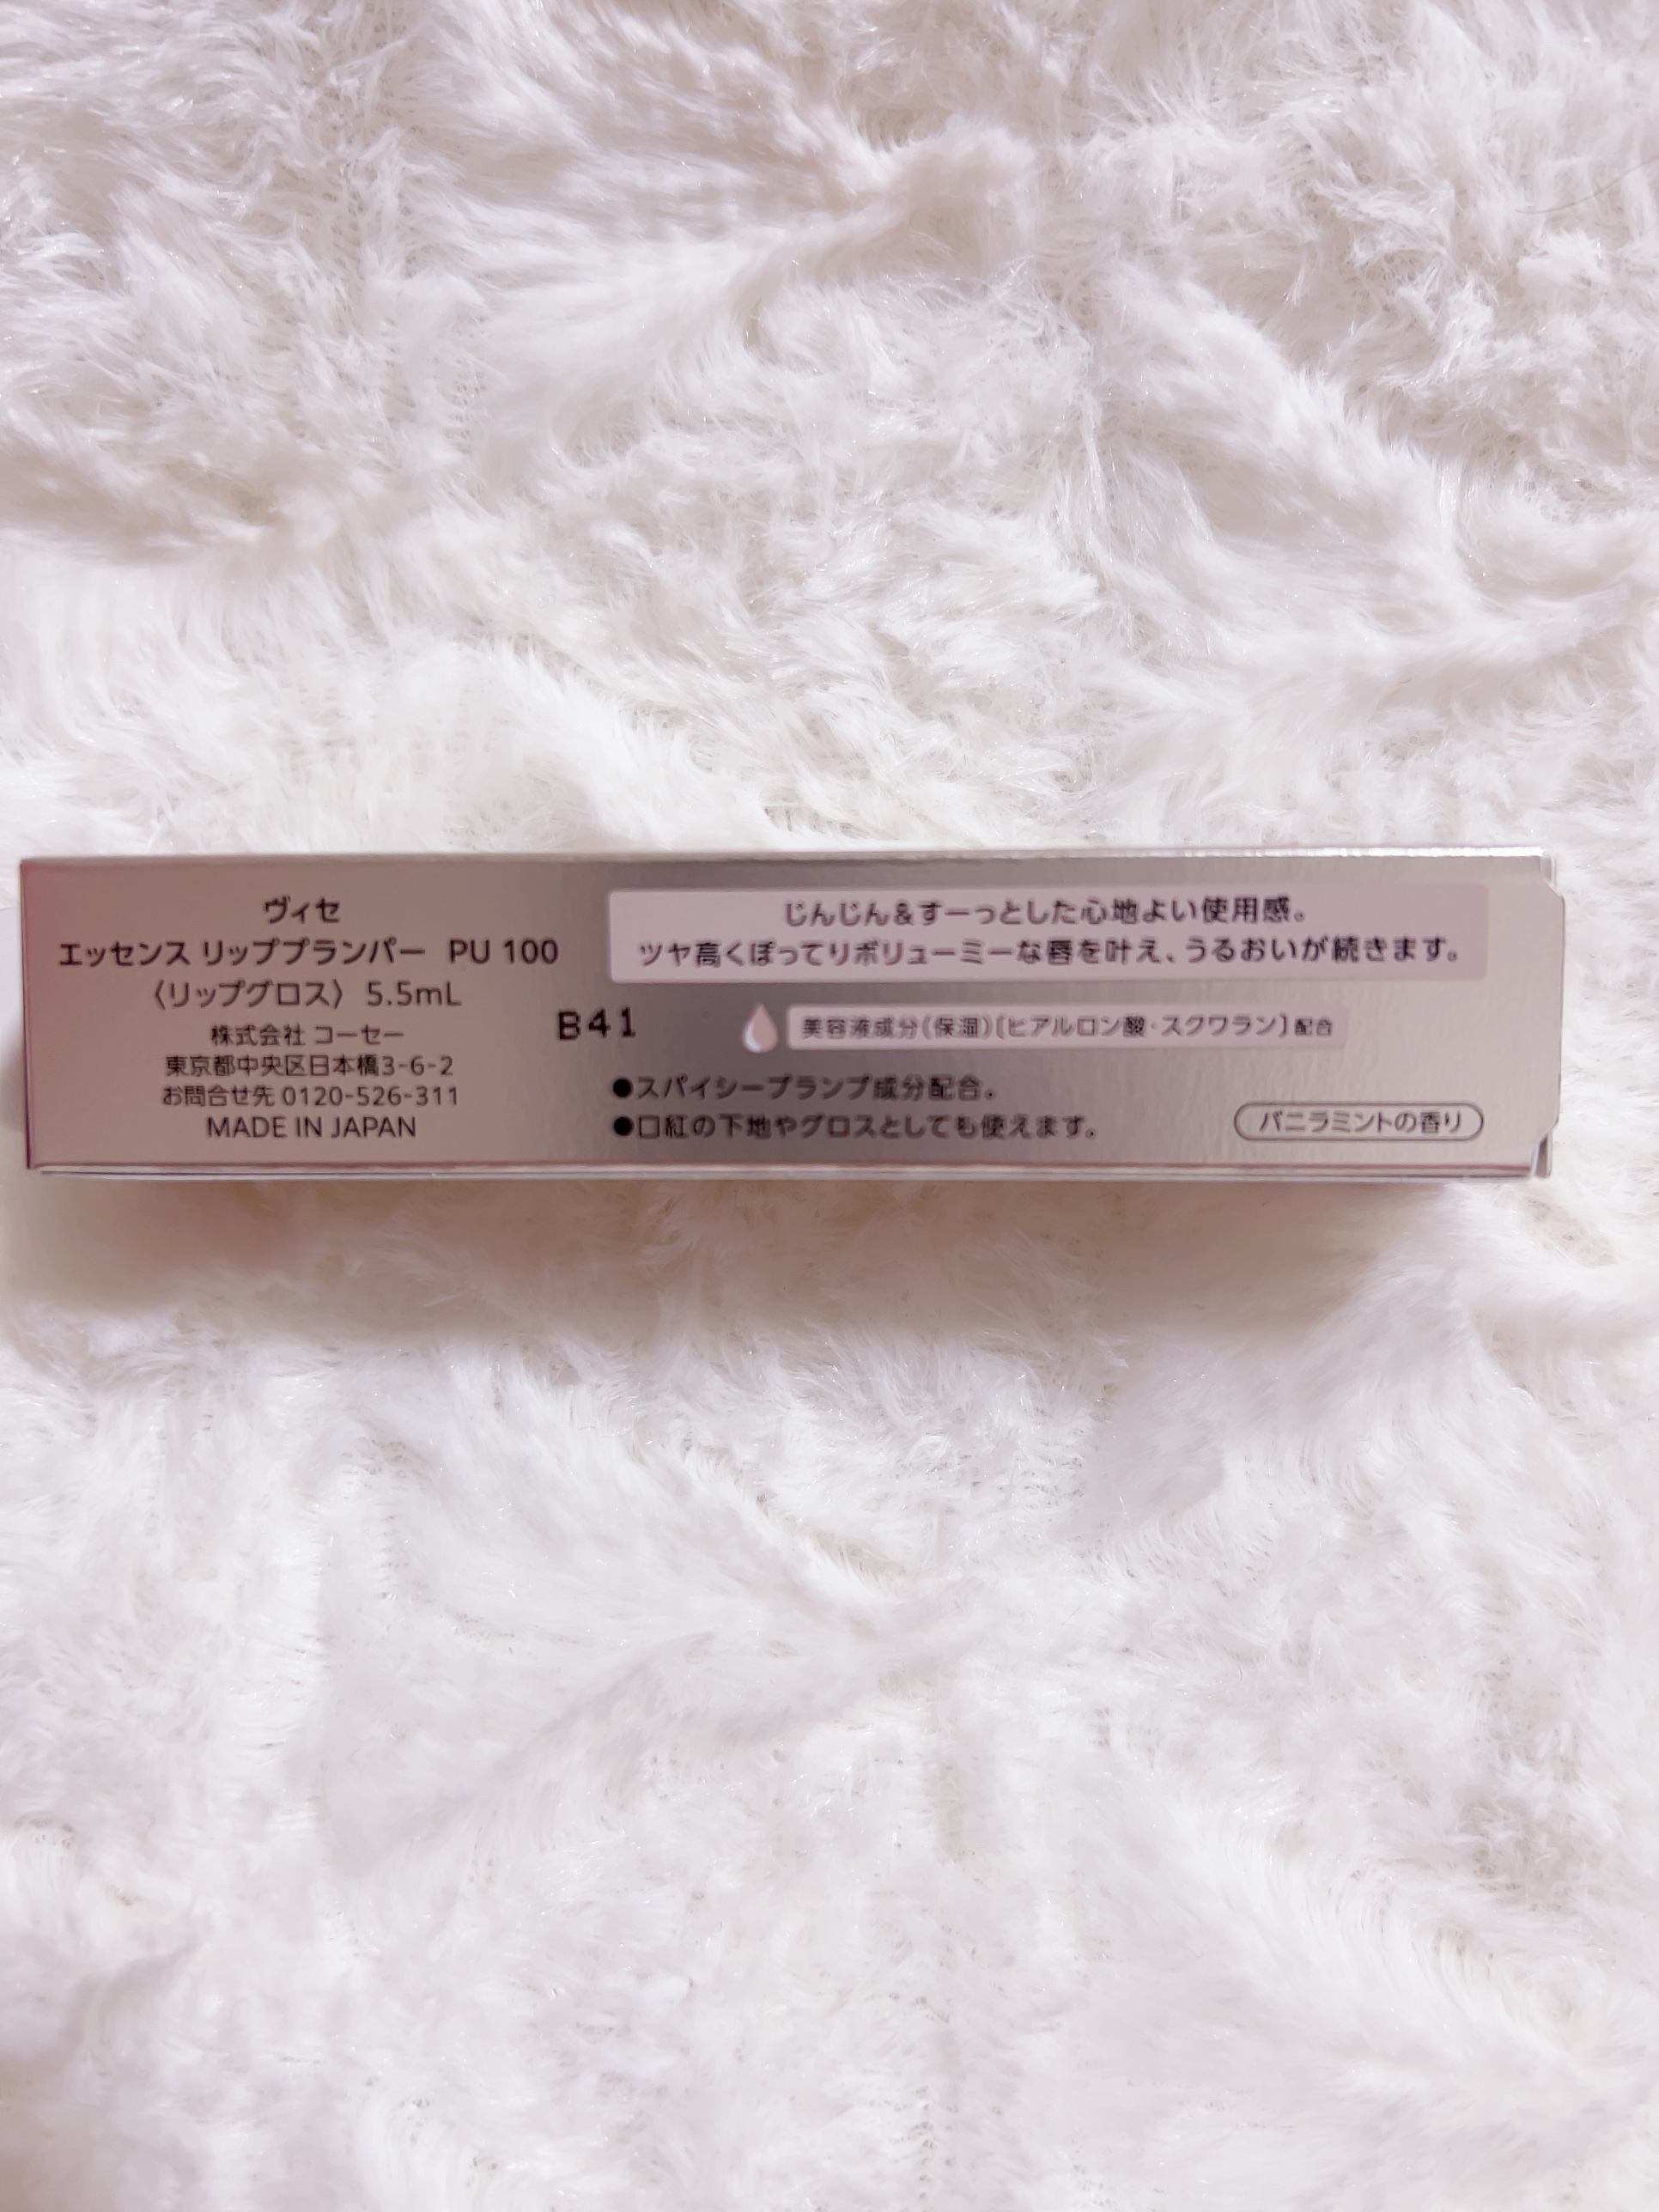 ヴィセ
エッセンス リッププランパー PU 100
〈リップグロス〉 5.5mL
株式会社 コーセー
東京都中央区日本橋3-6-2
お問合せ先 0120-526-311
MADE IN JAPAN
B41
じんじん&すーっとした心地よい使用感。
ツヤ高くぽってりボリューミーな唇を叶え、うるおいが続きます。
美容液成分(保湿)[ヒアルロン酸・スクワラン]配合
●スパイシープランプ成分配合。
●口紅の下地やグロスとしても使えます。
バニラミントの香り